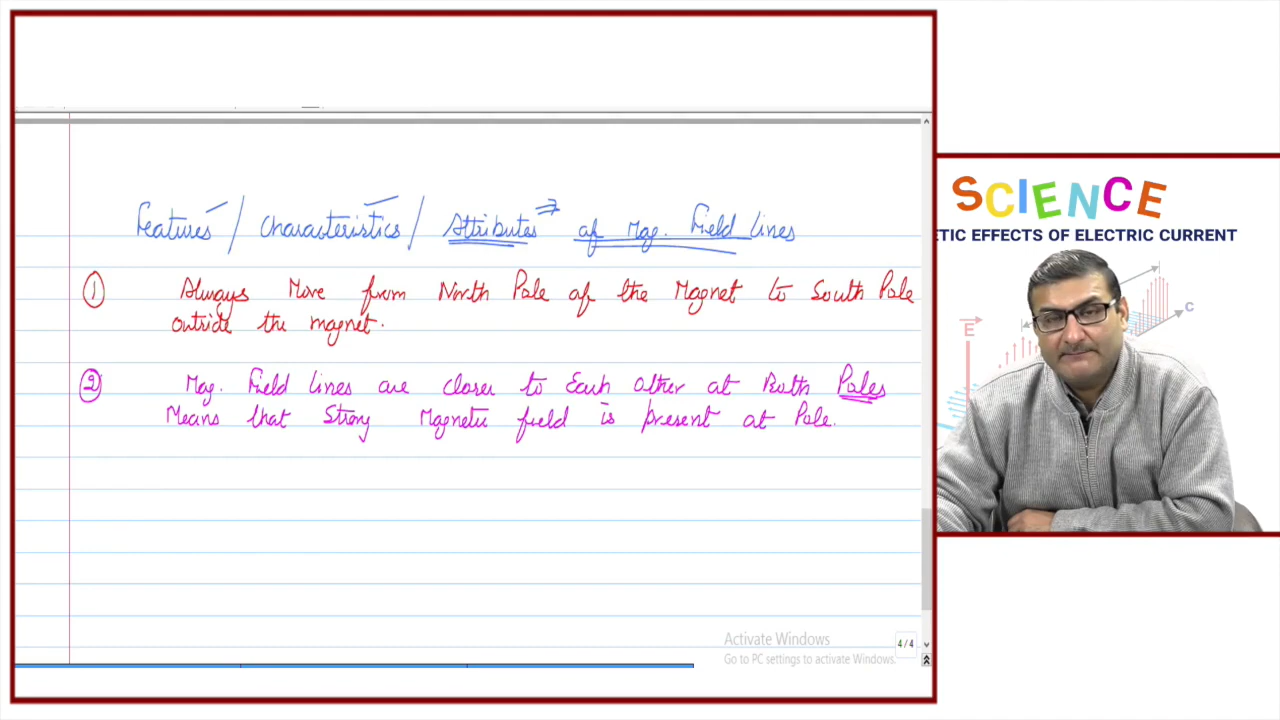 Features / Characteristics / Attributes of Mag. Field Lines
① Always Move from North Pole of the Magnet to South Pole
outside the magnet.
② Mag. Field lines are closer to Each other at Both Poles
Means that Strong Magnetic field is present at Pole.
SCIENCE
ETIC EFFECTS OF ELECTRIC CURRENT
E
C
Activate Windows
Go to PC settings to activate Windows.
4 / 4